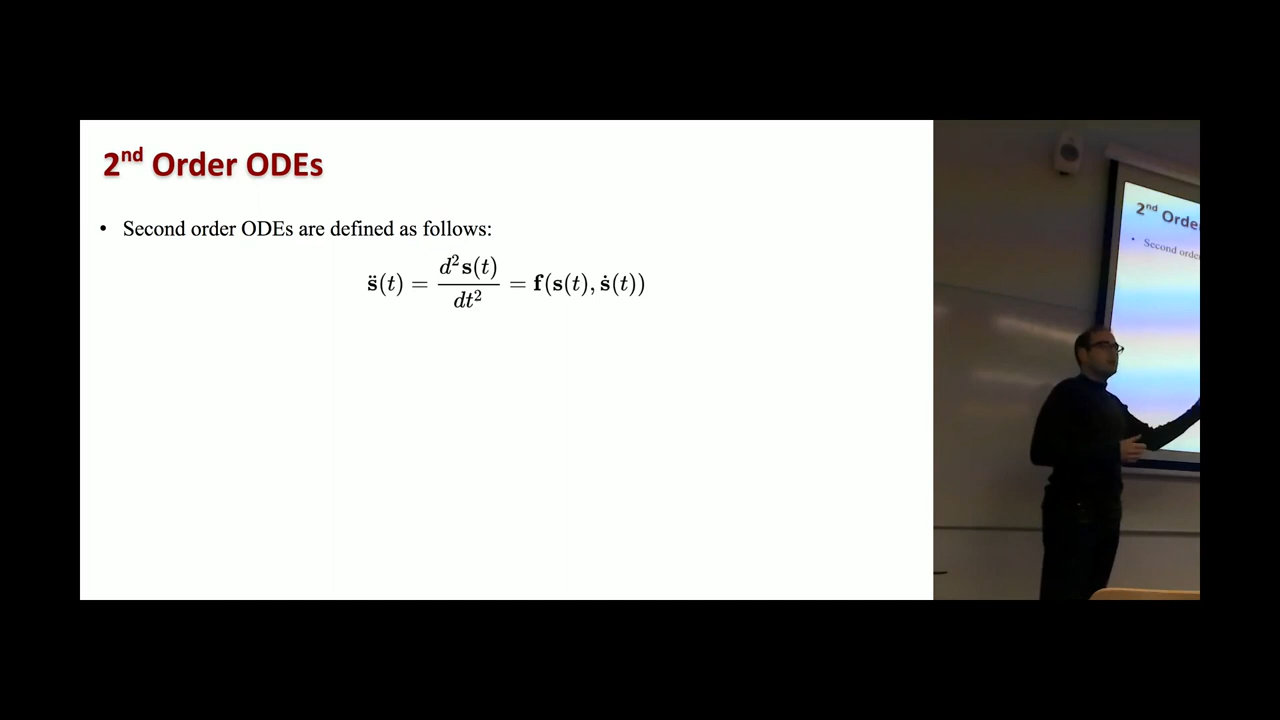 2nd Order ODEs
• Second order ODEs are defined as follows:
s̈(t) = d²s(t)/dt² = f(s(t), ṡ(t))
2nd Orde
• Second orde